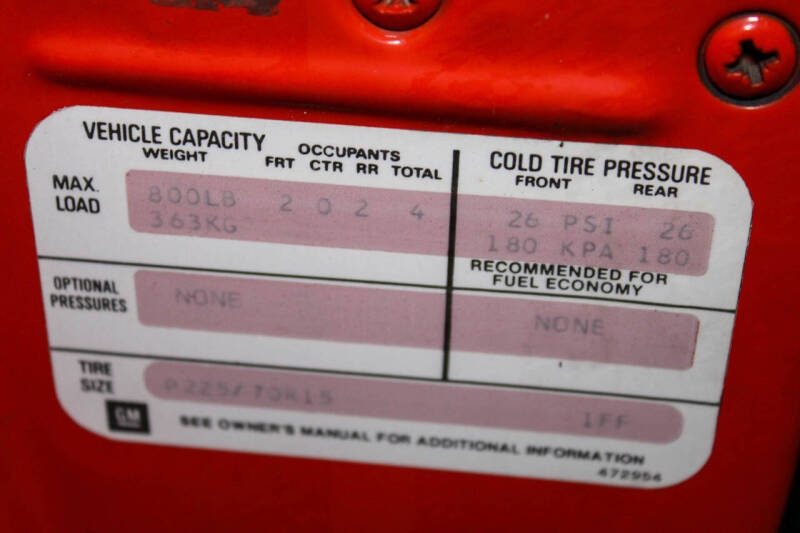 VEHICLE CAPACITY
WEIGHT
OCCUPANTS
FRT CTR RR TOTAL
COLD TIRE PRESSURE
FRONT REAR
MAX. LOAD
800LB 2 0 2 4
363KG
26 PSI 26
180 KPA 180
RECOMMENDED FOR
FUEL ECONOMY
OPTIONAL
PRESSURES
NONE
NONE
TIRE
SIZE
P225/70R15 1FF
GM
SEE OWNER'S MANUAL FOR ADDITIONAL INFORMATION
472954